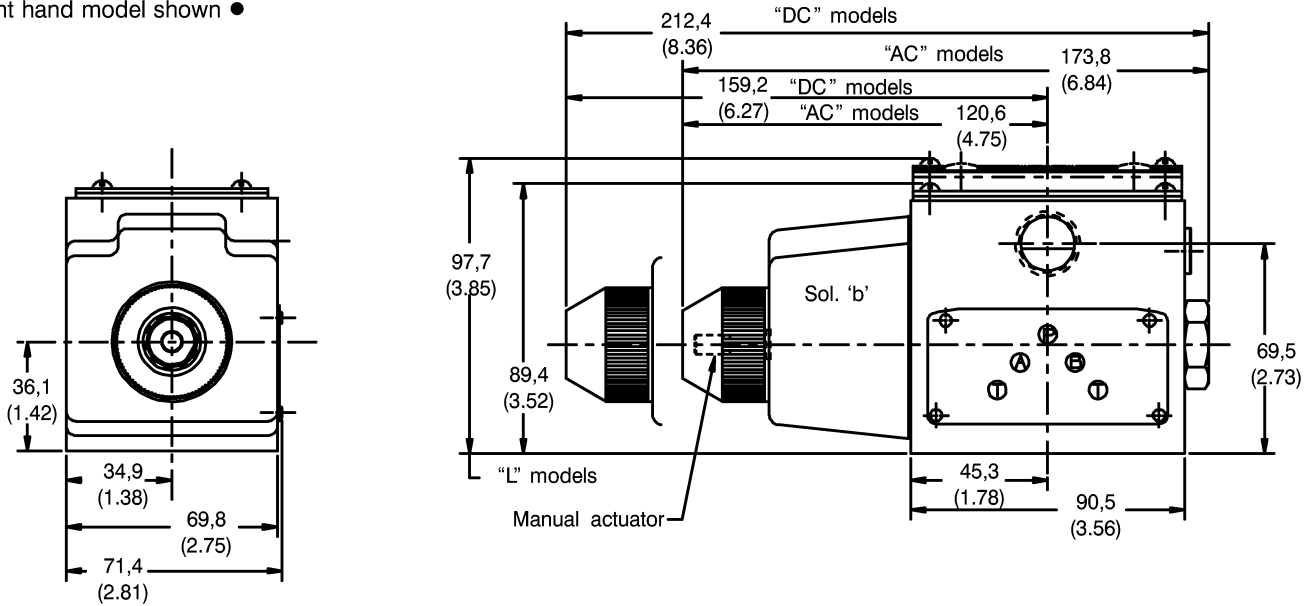 nt hand model shown ●
212,4
(8.36)
"DC" models
"AC" models
173,8
(6.84)
159,2
(6.27)
"DC" models
"AC" models
120,6
(4.75)
97,7
(3.85)
89,4
(3.52)
Sol. 'b'
P
A
B
T
T
69,5
(2.73)
36,1
(1.42)
34,9
(1.38)
69,8
(2.75)
71,4
(2.81)
"L" models
Manual actuator
45,3
(1.78)
90,5
(3.56)